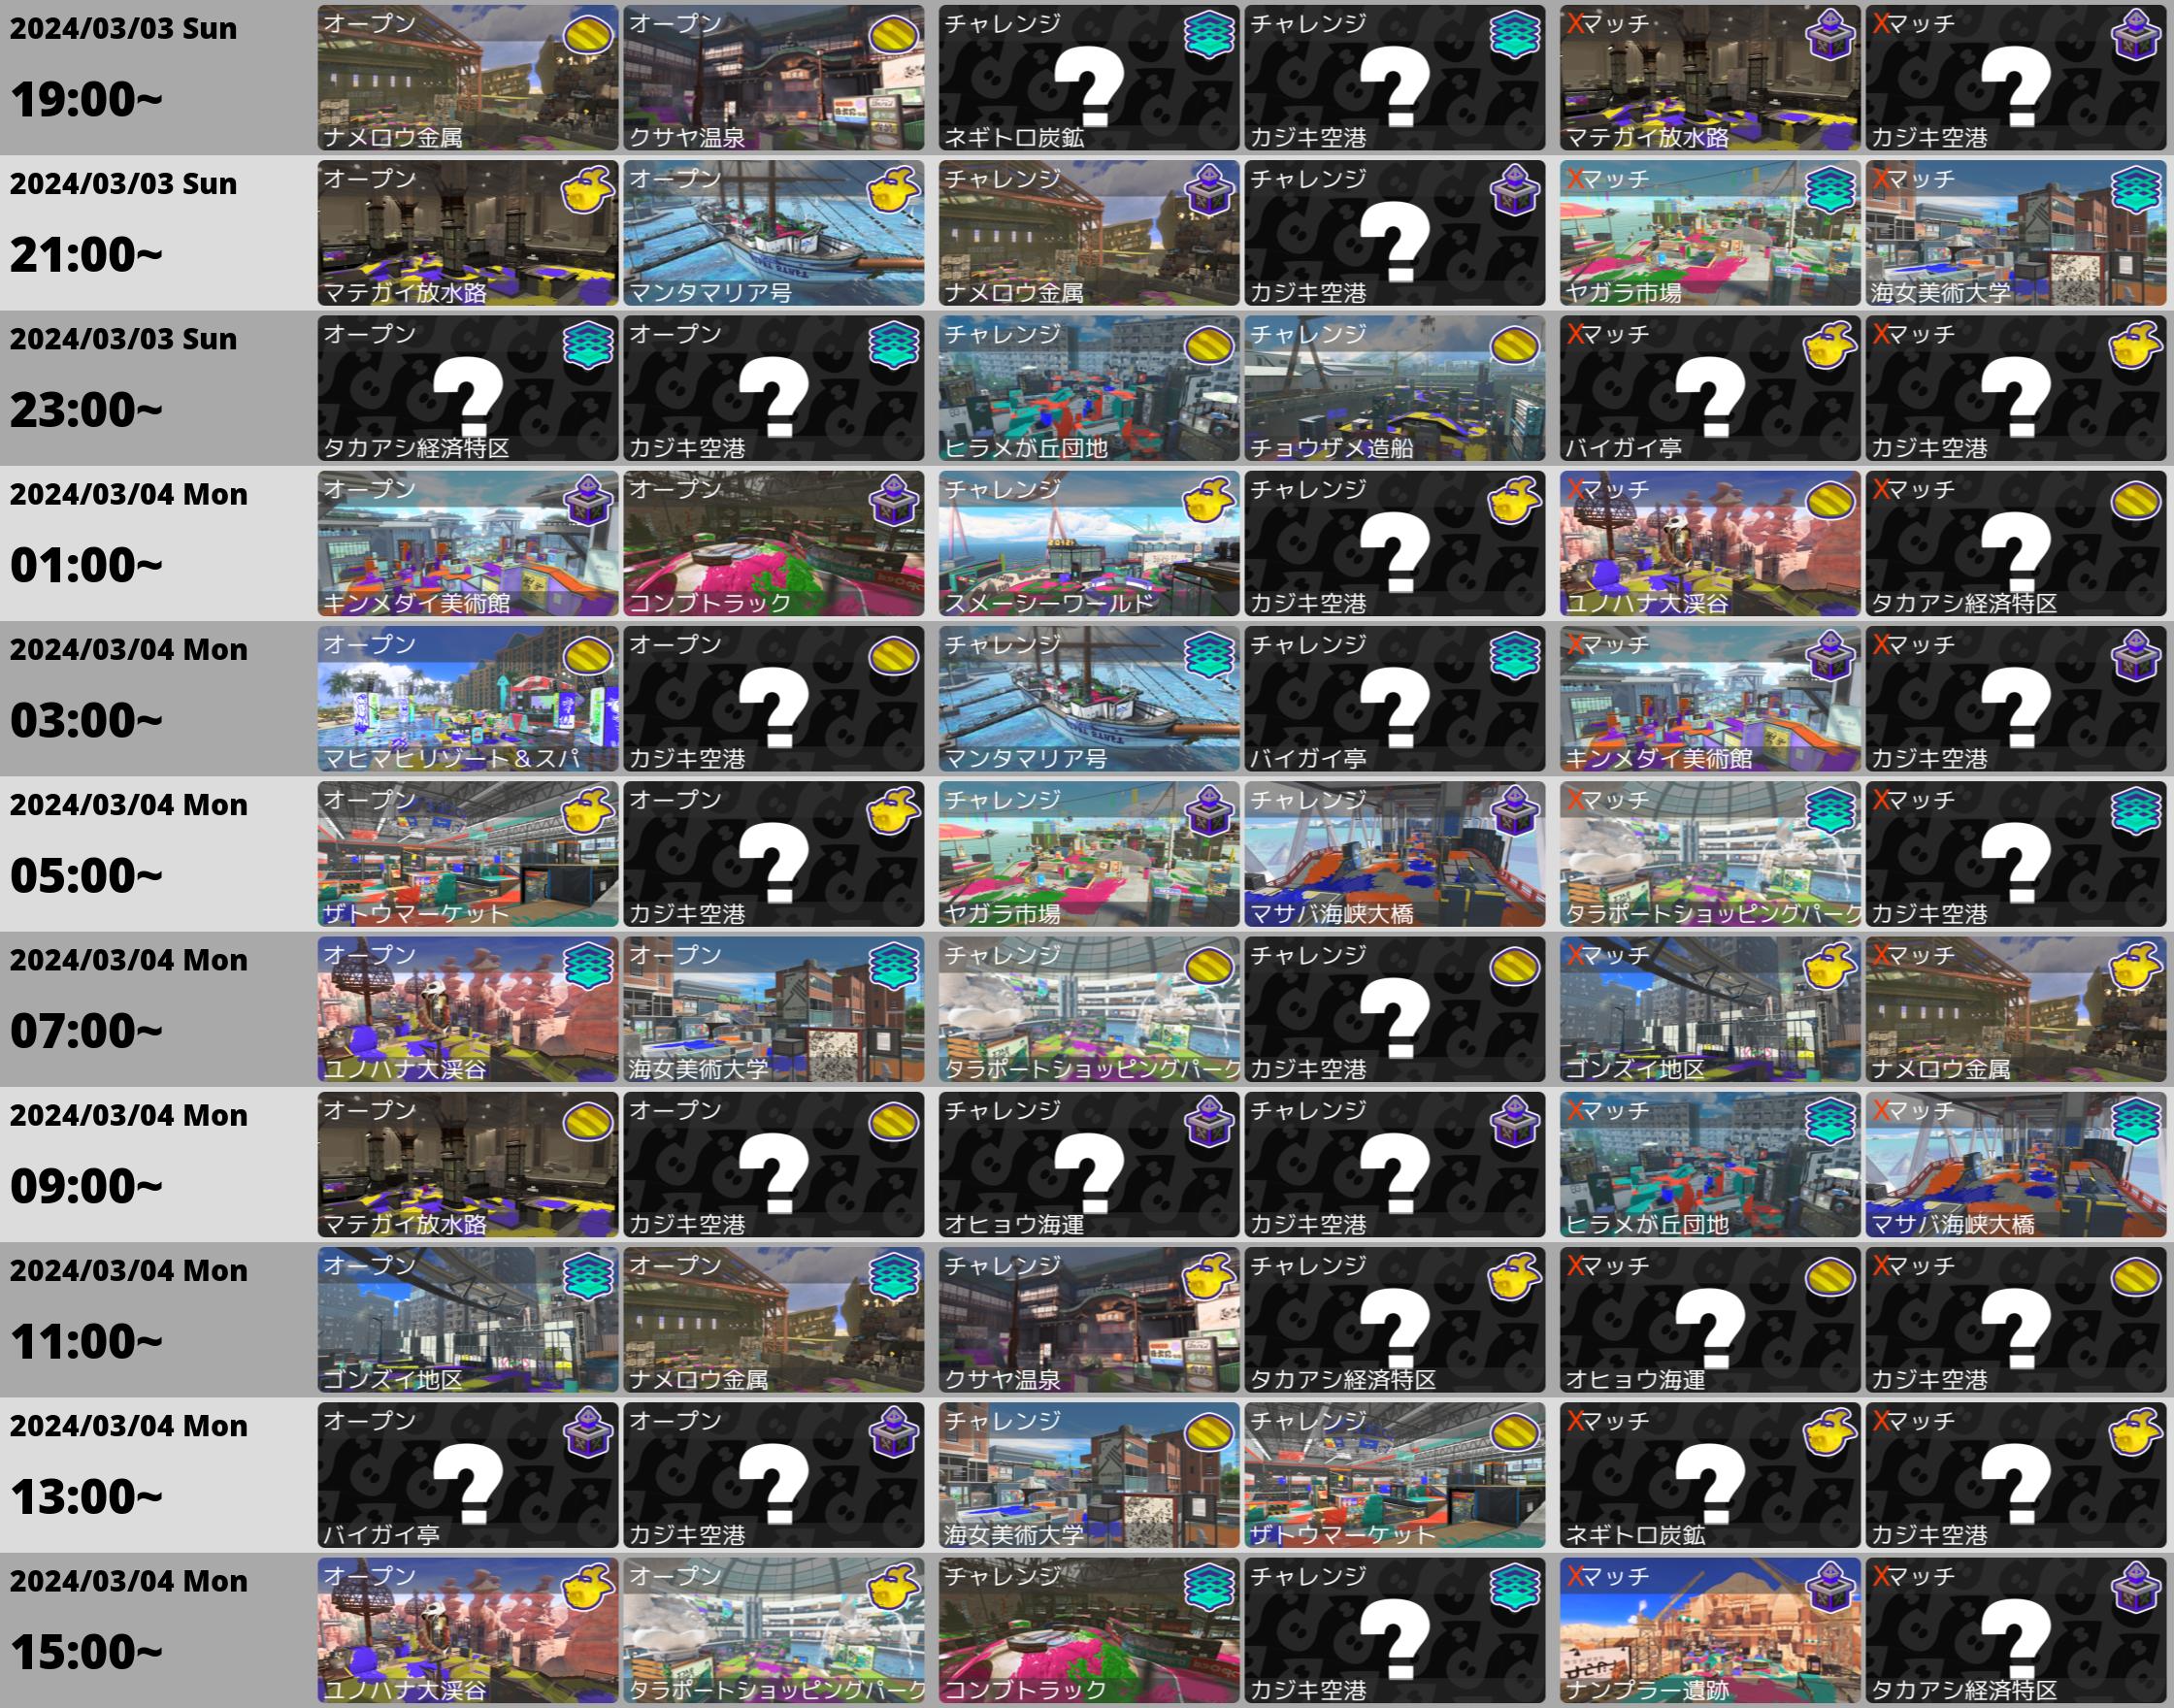 2024/03/03 Sun
19:00~
オープン
ナメロウ金属
オープン
クサヤ温泉
チャレンジ
ネギトロ炭鉱
チャレンジ
カジキ空港
Xマッチ
マテガイ放水路
Xマッチ
カジキ空港
2024/03/03 Sun
21:00~
オープン
マテガイ放水路
オープン
マンタマリア号
チャレンジ
ナメロウ金属
チャレンジ
カジキ空港
Xマッチ
ヤガラ市場
Xマッチ
海女美術大学
2024/03/03 Sun
23:00~
オープン
タカアシ経済特区
オープン
カジキ空港
チャレンジ
ヒラメが丘団地
チャレンジ
チョウザメ造船
Xマッチ
バイガイ亭
Xマッチ
カジキ空港
2024/03/04 Mon
01:00~
オープン
キンメダイ美術館
オープン
コンブトラック
チャレンジ
スメーシーワールド
チャレンジ
カジキ空港
Xマッチ
ユノハナ大渓谷
Xマッチ
タカアシ経済特区
2024/03/04 Mon
03:00~
オープン
マヒマヒリゾート＆スパ
オープン
カジキ空港
チャレンジ
マンタマリア号
チャレンジ
バイガイ亭
Xマッチ
キンメダイ美術館
Xマッチ
カジキ空港
2024/03/04 Mon
05:00~
オープン
ザトウマーケット
オープン
カジキ空港
チャレンジ
ヤガラ市場
チャレンジ
マサバ海峡大橋
Xマッチ
タラポートショッピングパーク
Xマッチ
カジキ空港
2024/03/04 Mon
07:00~
オープン
ユノハナ大渓谷
オープン
海女美術大学
チャレンジ
タラポートショッピングパーク
チャレンジ
カジキ空港
Xマッチ
ゴンズイ地区
Xマッチ
ナメロウ金属
2024/03/04 Mon
09:00~
オープン
マテガイ放水路
オープン
カジキ空港
チャレンジ
オヒョウ海運
チャレンジ
カジキ空港
Xマッチ
ヒラメが丘団地
Xマッチ
マサバ海峡大橋
2024/03/04 Mon
11:00~
オープン
ゴンズイ地区
オープン
ナメロウ金属
チャレンジ
クサヤ温泉
チャレンジ
タカアシ経済特区
Xマッチ
オヒョウ海運
Xマッチ
カジキ空港
2024/03/04 Mon
13:00~
オープン
バイガイ亭
オープン
カジキ空港
チャレンジ
海女美術大学
チャレンジ
ザトウマーケット
Xマッチ
ネギトロ炭鉱
Xマッチ
カジキ空港
2024/03/04 Mon
15:00~
オープン
ユノハナ大渓谷
オープン
タラポートショッピングパーク
チャレンジ
コンブトラック
チャレンジ
カジキ空港
Xマッチ
ナンプラー遺跡
Xマッチ
タカアシ経済特区